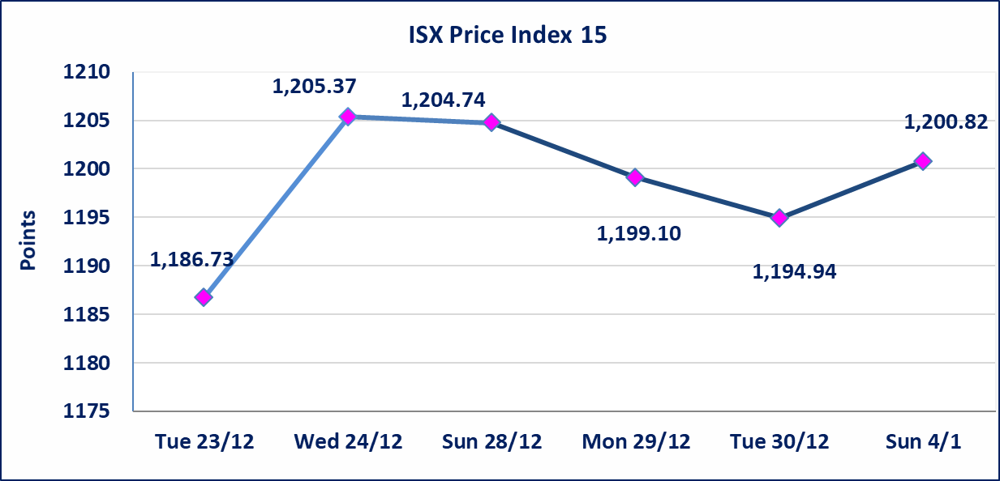 ISX Price Index 15
Points
1210
1205
1200
1195
1190
1185
1180
1175
1,186.73
1,205.37
1,204.74
1,199.10
1,194.94
1,200.82
Tue 23/12
Wed 24/12
Sun 28/12
Mon 29/12
Tue 30/12
Sun 4/1